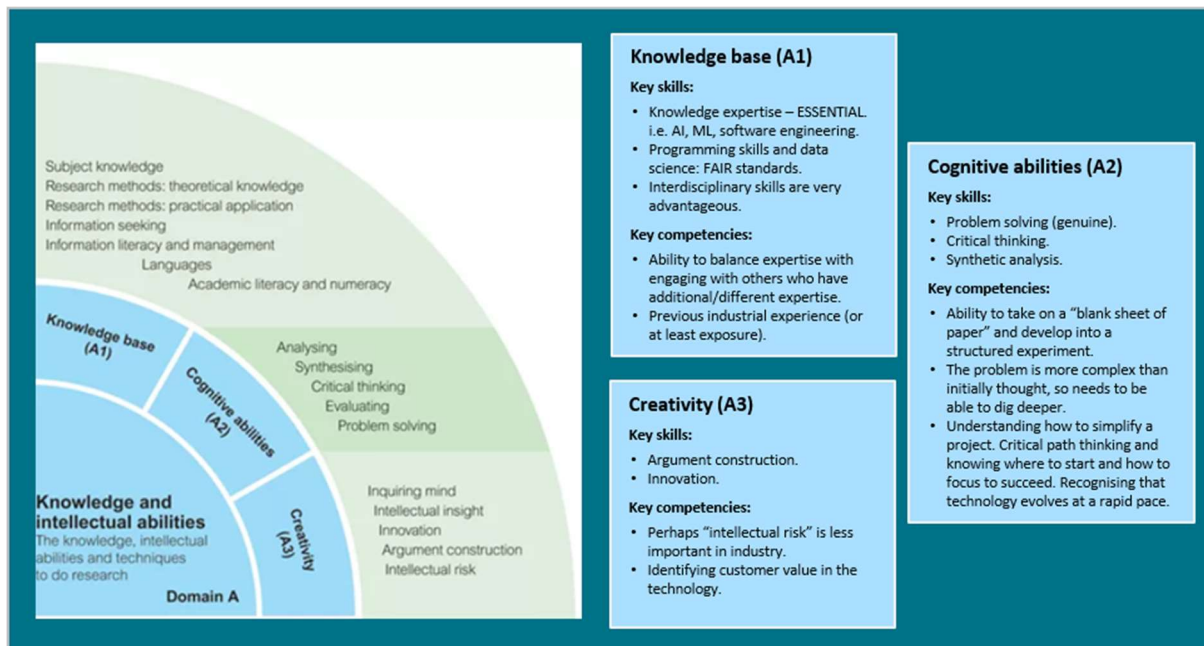 Subject knowledge
Research methods: theoretical knowledge
Research methods: practical application
Information seeking
Information literacy and management
Languages
Academic literacy and numeracy
Knowledge base
(A1)
Analysing
Synthesising
Critical thinking
Evaluating
Problem solving
Cognitive abilities
(A2)
Inquiring mind
Intellectual insight
Innovation
Argument construction
Intellectual risk
Creativity
(A3)
Knowledge and
intellectual abilities
The knowledge, intellectual
abilities and techniques
to do research
Domain A
Knowledge base (A1)
Key skills:
• Knowledge expertise – ESSENTIAL.
i.e. AI, ML, software engineering.
• Programming skills and data
science: FAIR standards.
• Interdisciplinary skills are very
advantageous.
Key competencies:
• Ability to balance expertise with
engaging with others who have
additional/different expertise.
• Previous industrial experience (or
at least exposure).
Creativity (A3)
Key skills:
• Argument construction.
• Innovation.
Key competencies:
• Perhaps “intellectual risk” is less
important in industry.
• Identifying customer value in the
technology.
Cognitive abilities (A2)
Key skills:
• Problem solving (genuine).
• Critical thinking.
• Synthetic analysis.
Key competencies:
• Ability to take on a “blank sheet of
paper” and develop into a
structured experiment.
• The problem is more complex than
initially thought, so needs to be
able to dig deeper.
• Understanding how to simplify a
project. Critical path thinking and
knowing where to start and how to
focus to succeed. Recognising that
technology evolves at a rapid pace.